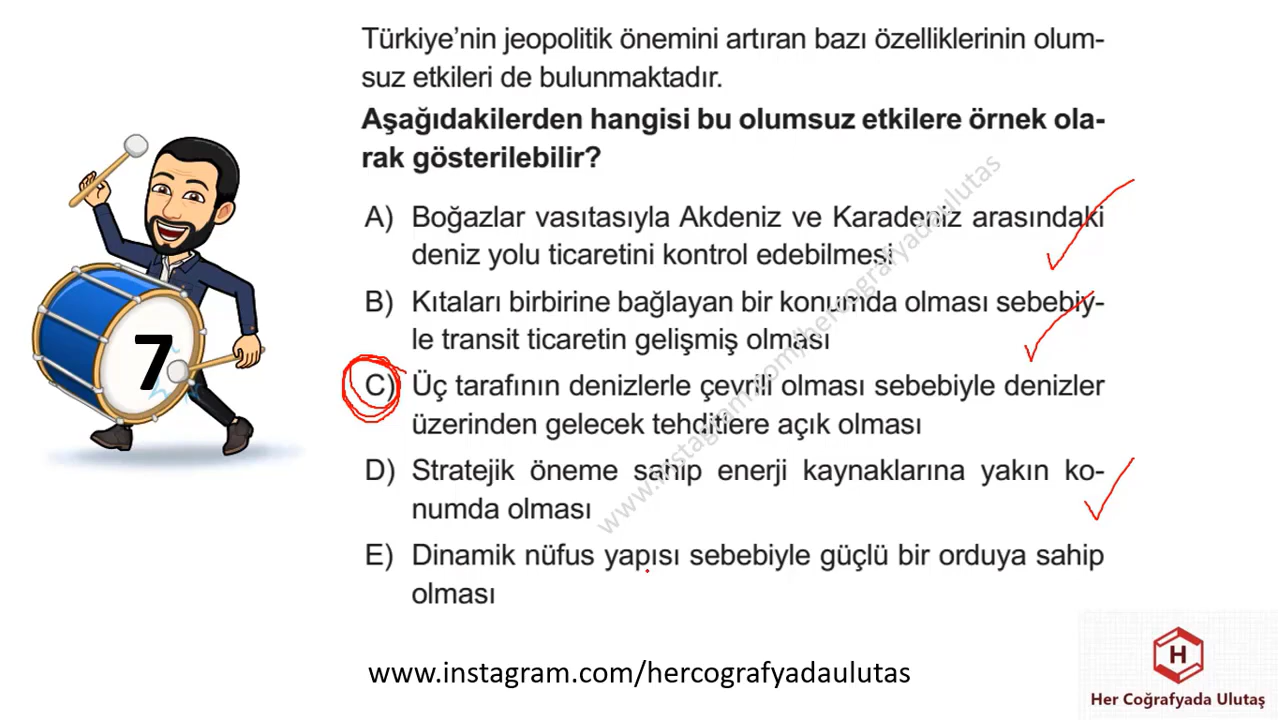 Türkiye'nin jeopolitik önemini artıran bazı özelliklerinin olum-
suz etkileri de bulunmaktadır.
Aşağıdakilerden hangisi bu olumsuz etkilere örnek ola-
rak gösterilebilir?
A) Boğazlar vasıtasıyla Akdeniz ve Karadeniz arasındaki
deniz yolu ticaretini kontrol edebilmesi
B) Kıtaları birbirine bağlayan bir konumda olması sebebiy-
le transit ticaretin gelişmiş olması
C) Üç tarafının denizlerle çevrili olması sebebiyle denizler
üzerinden gelecek tehditlere açık olması
D) Stratejik öneme sahip enerji kaynaklarına yakın ko-
numda olması
E) Dinamik nüfus yapısı sebebiyle güçlü bir orduya sahip
olması
7
www.instagram.com/hercografyadaulutas
www.instagram.com/hercografyadaulutas
H
Her Coğrafyada Ulutaş